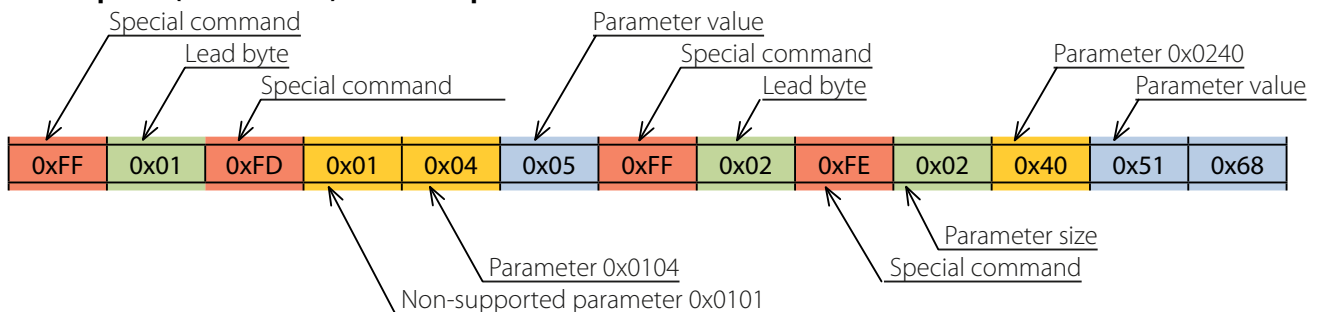 Special command
Parameter value
Lead byte
Special command
Parameter 0x0240
Special command
Lead byte
Parameter value
0xFF 0x01 0xFD 0x01 0x04 0x05 0xFF 0x02 0xFE 0x02 0x40 0x51 0x68
Parameter size
Parameter 0x0104
Special command
Non-supported parameter 0x0101